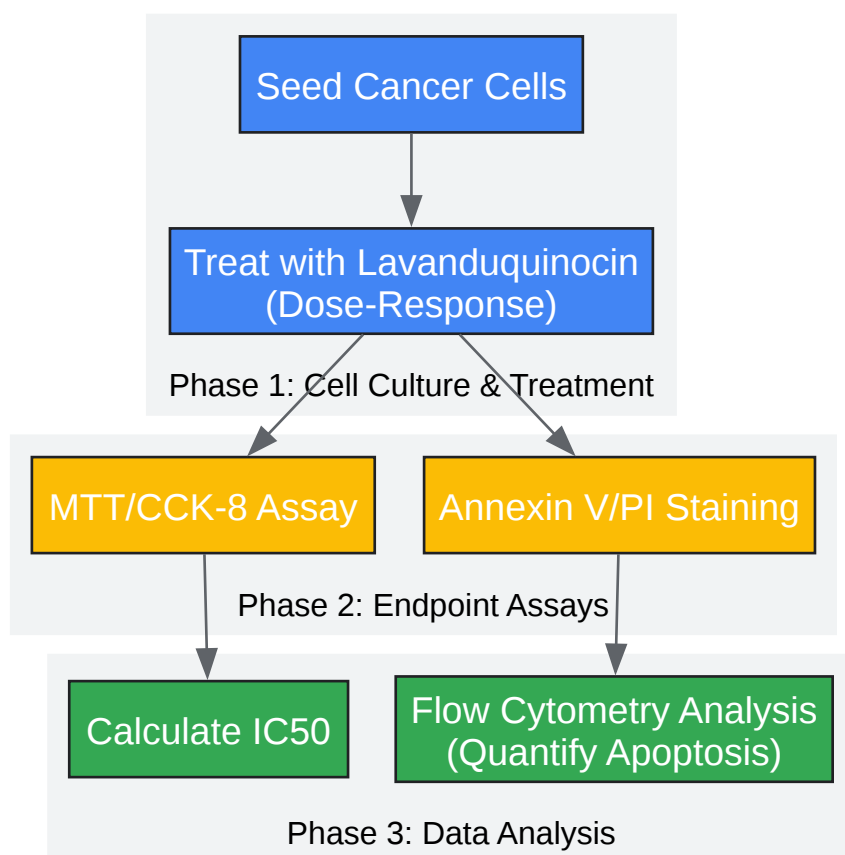 Seed Cancer Cells
Treat with Lavanduquinocin
(Dose-Response)
Phase 1: Cell Culture & Treatment
MTT/CCK-8 Assay
Annexin V/PI Staining
Phase 2: Endpoint Assays
Calculate IC50
Flow Cytometry Analysis
(Quantify Apoptosis)
Phase 3: Data Analysis